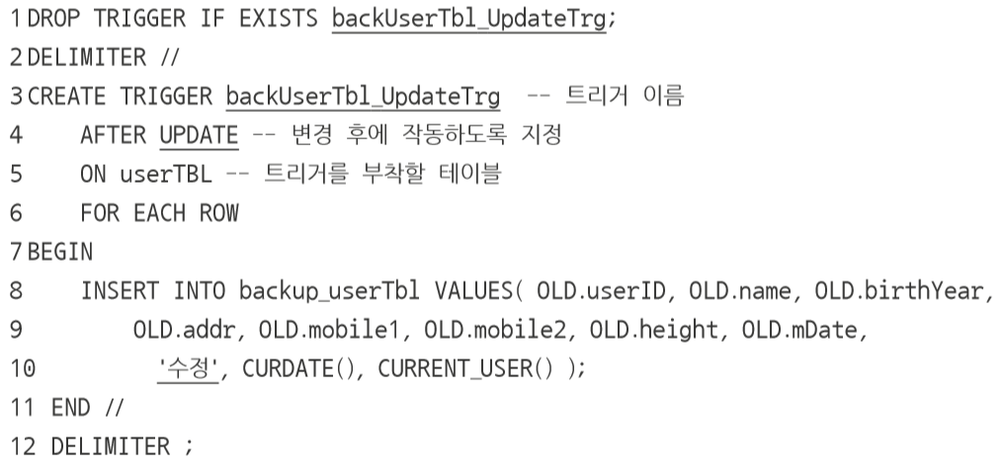 1 DROP TRIGGER IF EXISTS backUserTbl_UpdateTrg;
2 DELIMITER //
3 CREATE TRIGGER backUserTbl_UpdateTrg  -- 트리거 이름
4    AFTER UPDATE -- 변경 후에 작동하도록 지정
5    ON userTBL -- 트리거를 부착할 테이블
6    FOR EACH ROW
7 BEGIN
8    INSERT INTO backup_userTbl VALUES( OLD.userID, OLD.name, OLD.birthYear,
9        OLD.addr, OLD.mobile1, OLD.mobile2, OLD.height, OLD.mDate,
10         '수정', CURDATE(), CURRENT_USER() );
11 END //
12 DELIMITER ;